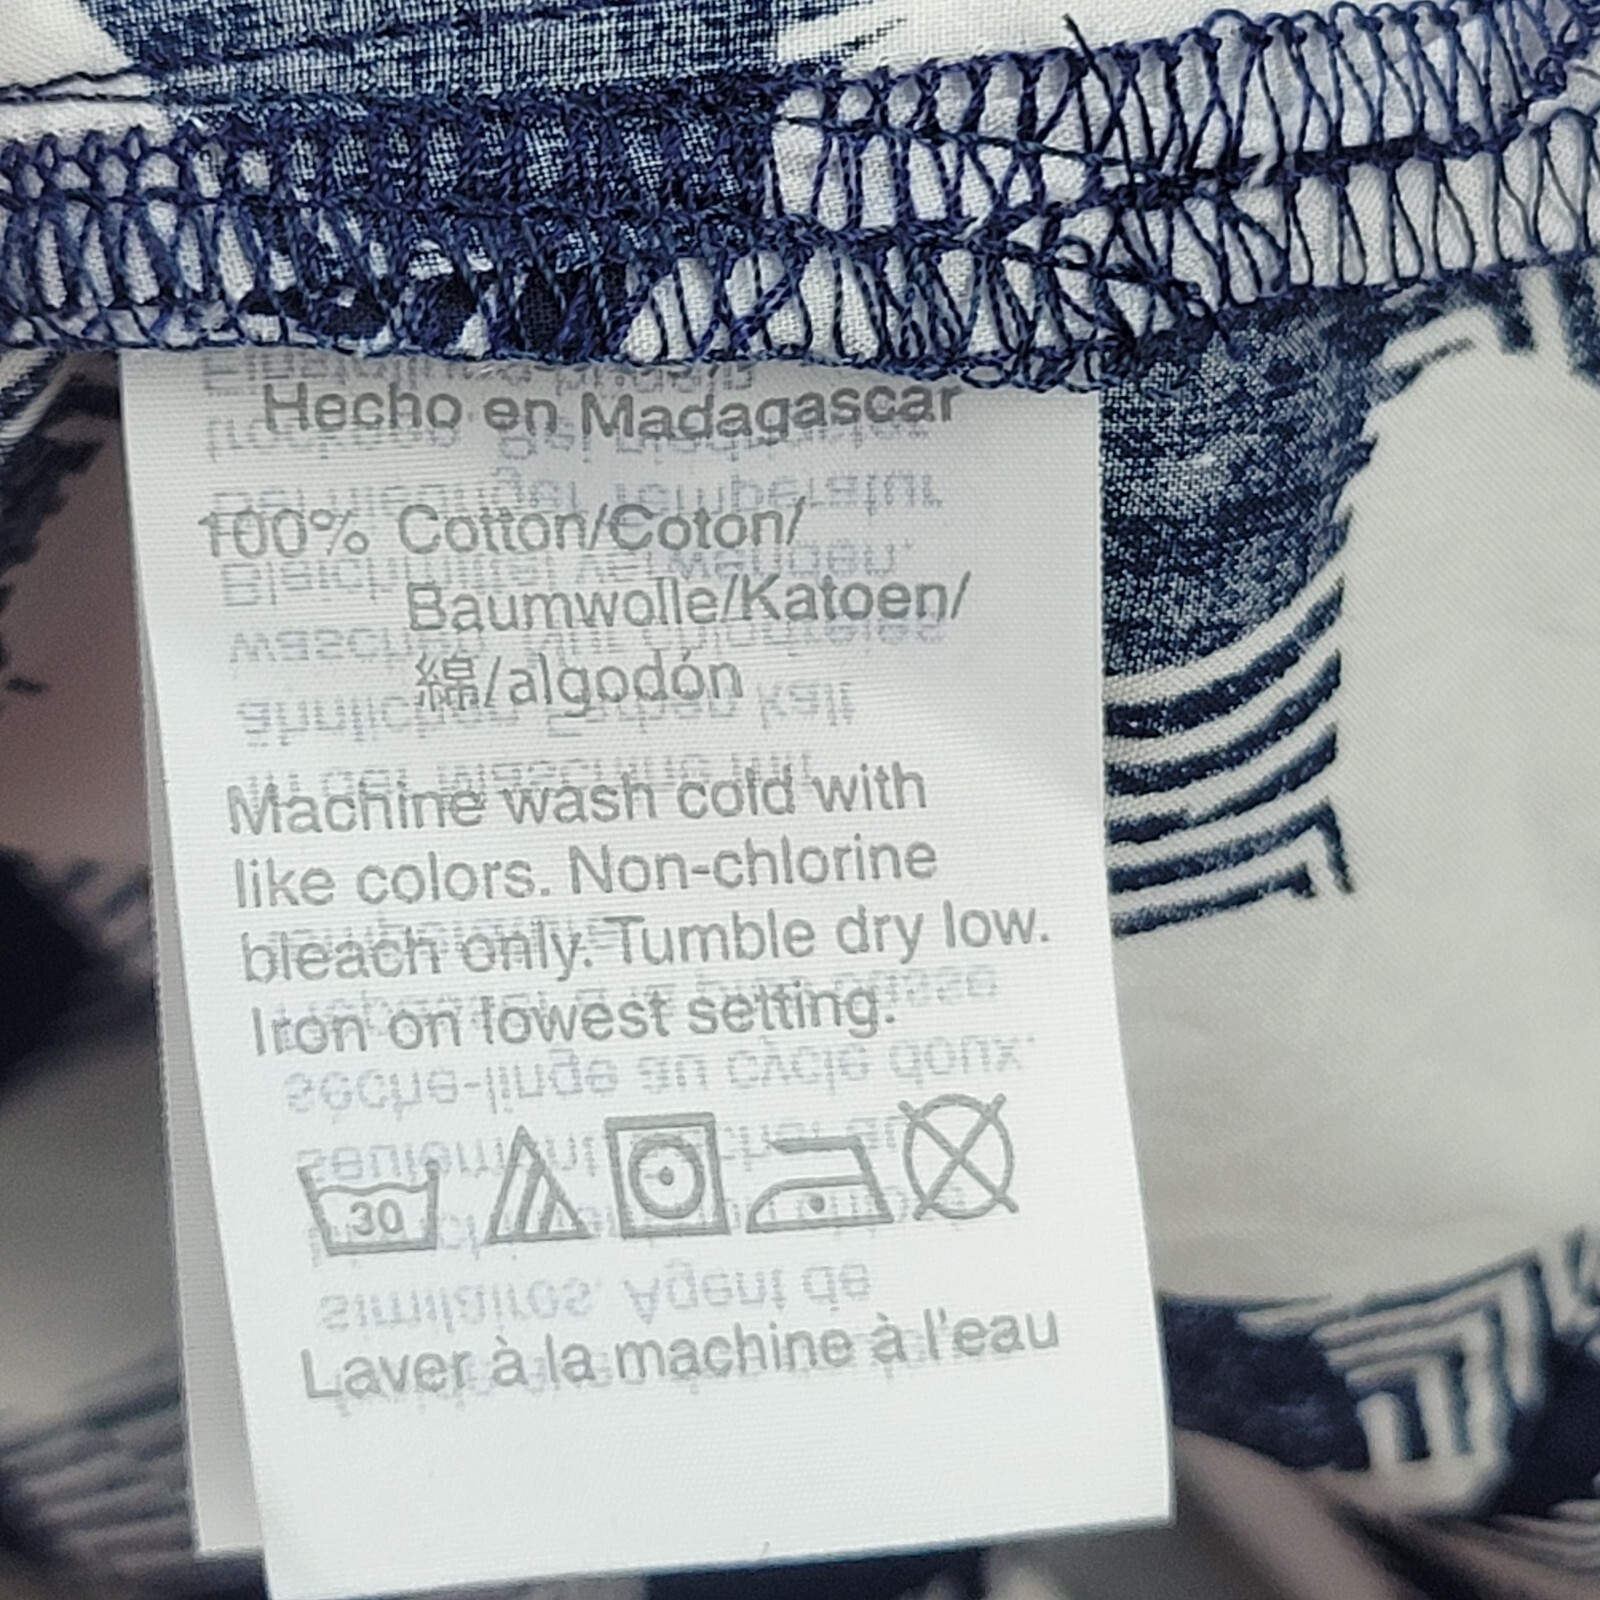 Hecho en Madagascar
100% Cotton/Coton/
Baumwolle/Katoen/
綿/algodón
Machine wash cold with
like colors. Non-chlorine
bleach only. Tumble dry low.
Iron on lowest setting.
30
Laver à la machine à l'eau